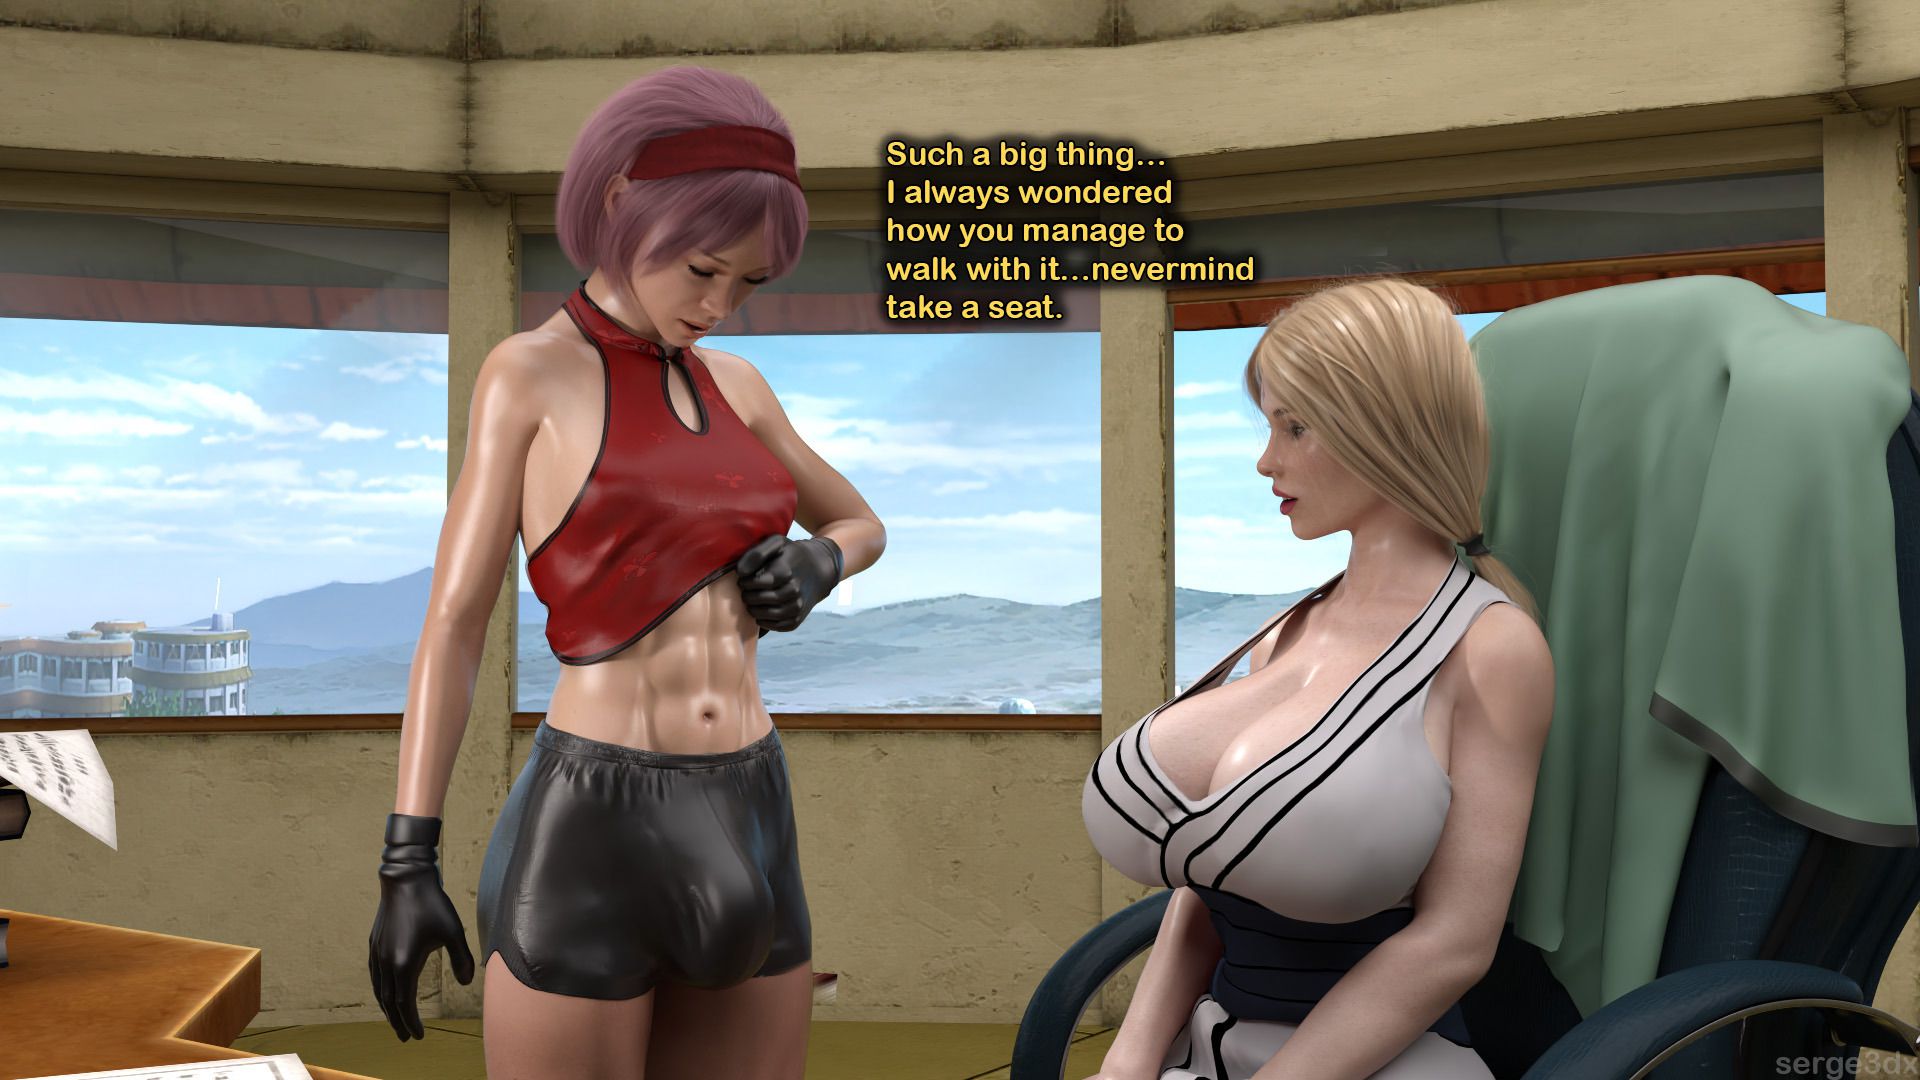 Such a big thing...
I always wondered
how you manage to
walk with it...nevermind
take a seat.
serge3dx